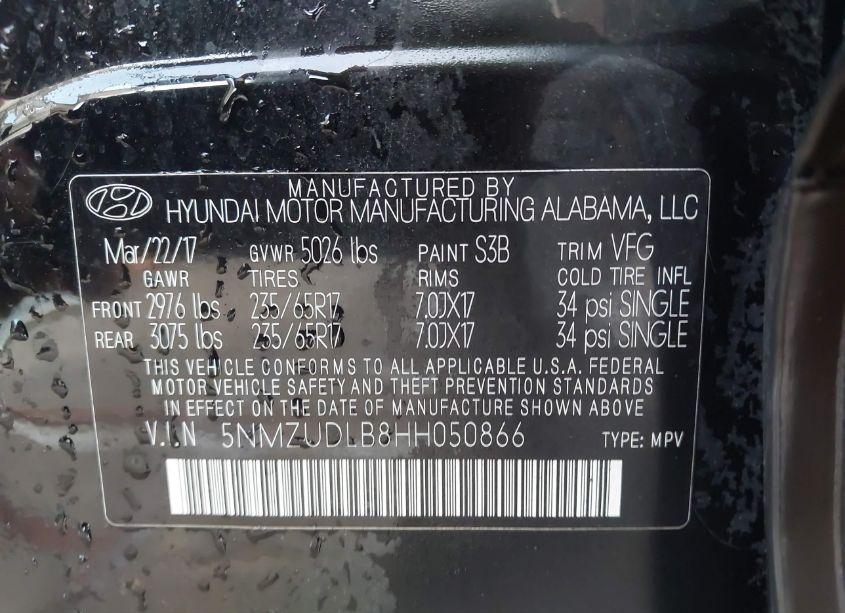 MANUFACTURED BY
HYUNDAI MOTOR MANUFACTURING ALABAMA, LLC
Mar/22/17 GVWR 5026 lbs PAINT S3B TRIM VFG
GAWR TIRES RIMS COLD TIRE INFL
FRONT 2976 lbs 235/65R17 7.0JX17 34 psi SINGLE
REAR 3075 lbs 235/65R17 7.0JX17 34 psi SINGLE
THIS VEHICLE CONFORMS TO ALL APPLICABLE U.S.A. FEDERAL
MOTOR VEHICLE SAFETY AND THEFT PREVENTION STANDARDS
IN EFFECT ON THE DATE OF MANUFACTURE SHOWN ABOVE
V.I.N 5NMZUDLB8HH050866 TYPE: MPV